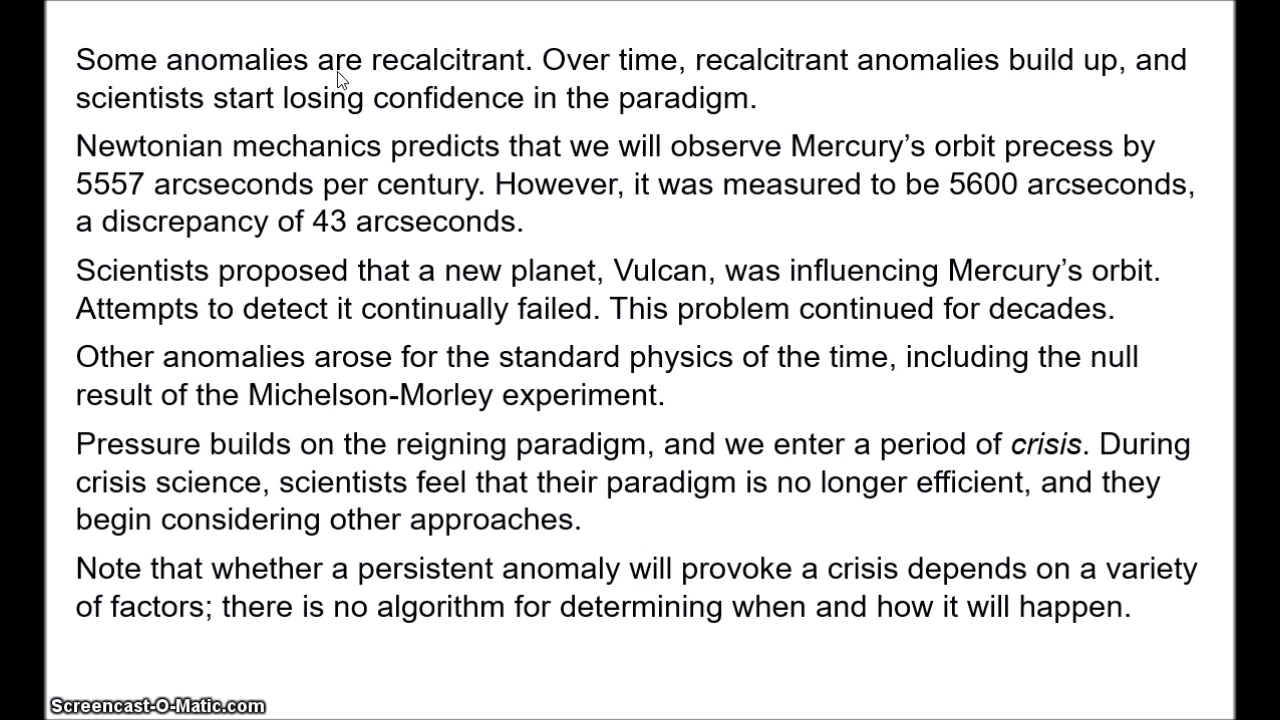 Some anomalies are recalcitrant. Over time, recalcitrant anomalies build up, and
scientists start losing confidence in the paradigm.
Newtonian mechanics predicts that we will observe Mercury’s orbit precess by
5557 arcseconds per century. However, it was measured to be 5600 arcseconds,
a discrepancy of 43 arcseconds.
Scientists proposed that a new planet, Vulcan, was influencing Mercury’s orbit.
Attempts to detect it continually failed. This problem continued for decades.
Other anomalies arose for the standard physics of the time, including the null
result of the Michelson-Morley experiment.
Pressure builds on the reigning paradigm, and we enter a period of crisis. During
crisis science, scientists feel that their paradigm is no longer efficient, and they
begin considering other approaches.
Note that whether a persistent anomaly will provoke a crisis depends on a variety
of factors; there is no algorithm for determining when and how it will happen.
Screencast-O-Matic.com